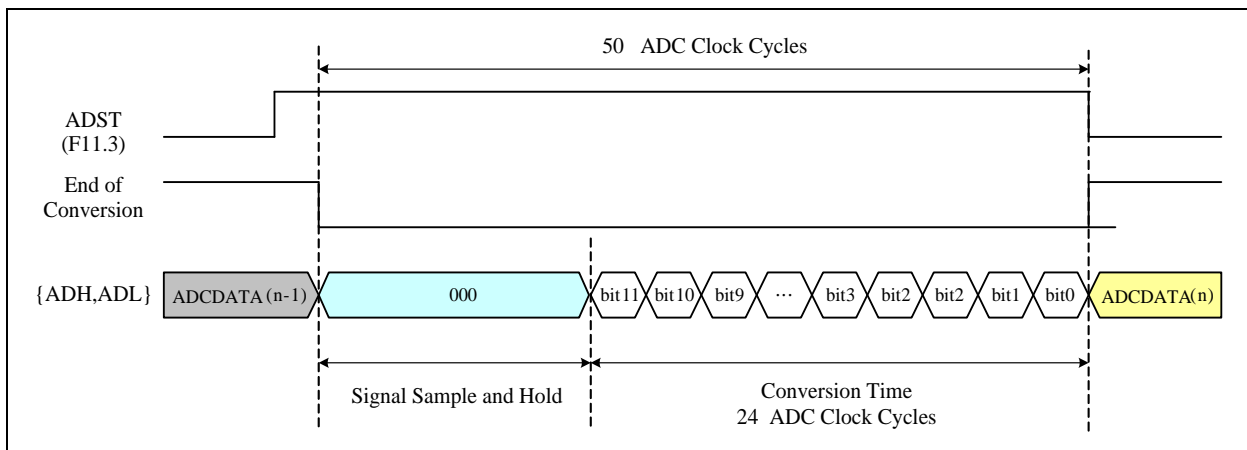 50 ADC Clock Cycles
ADST
(F11.3)
End of
Conversion
{ADH,ADL}
ADCDATA(n-1)
000
bit11
bit10
bit9
...
bit3
bit2
bit2
bit1
bit0
ADCDATA(n)
Signal Sample and Hold
Conversion Time
24 ADC Clock Cycles